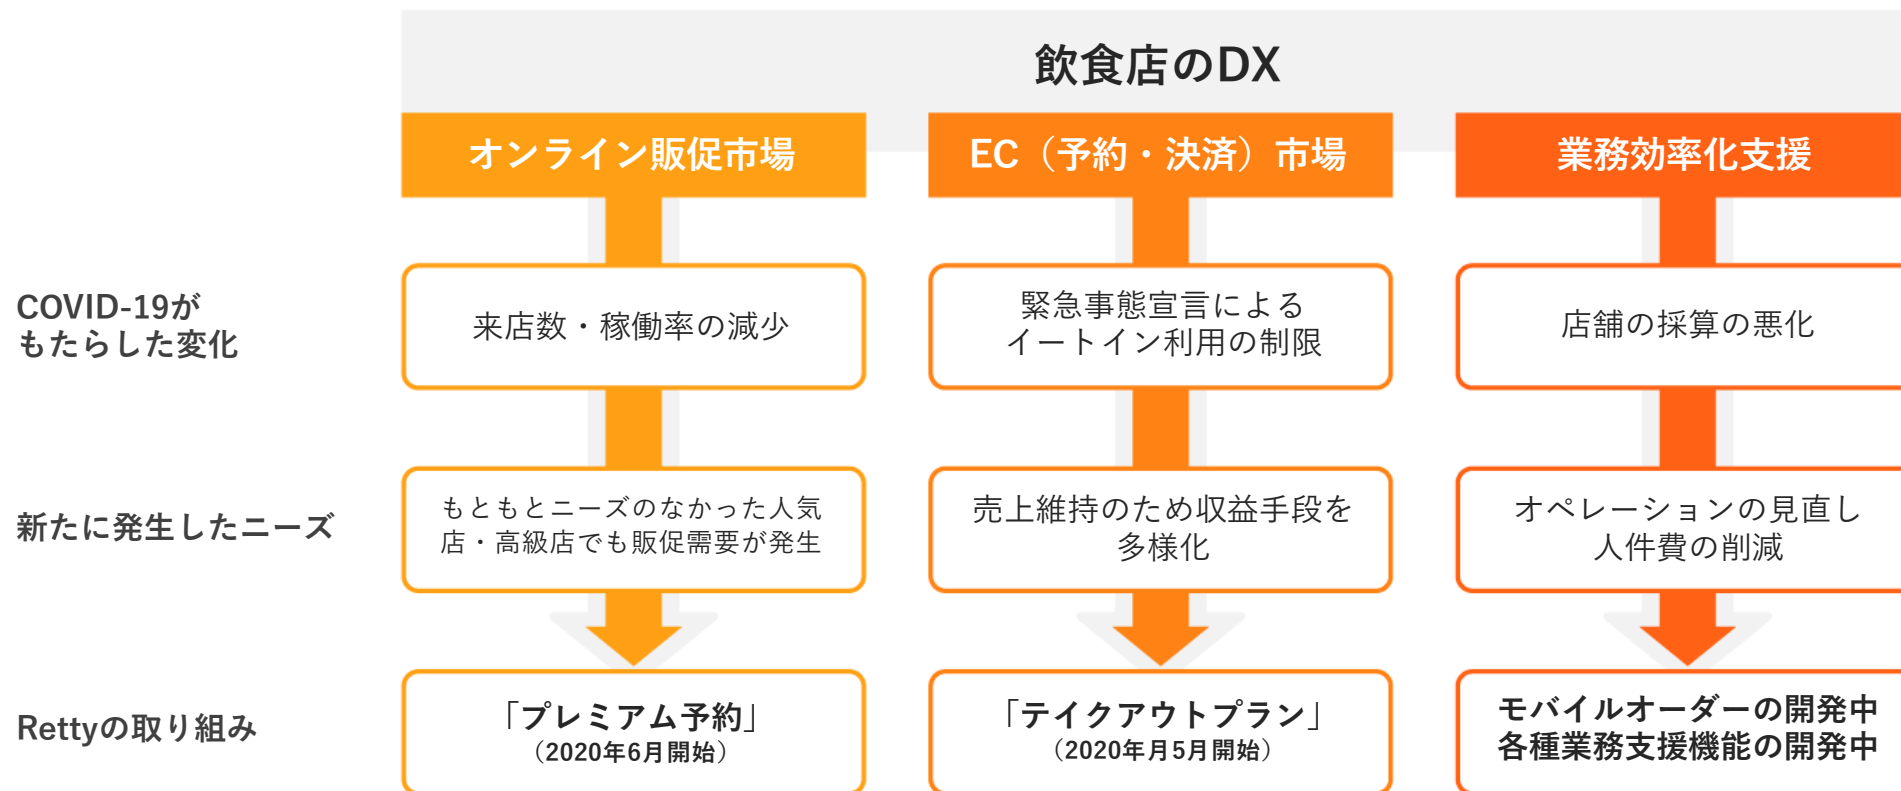 飲食店のDX
オンライン販促市場
EC（予約・決済）市場
業務効率化支援
COVID-19が
もたらした変化
来店数・稼働率の減少
緊急事態宣言による
イートイン利用の制限
店舗の採算の悪化
新たに発生したニーズ
もともとニーズのなかった人気
店・高級店でも販促需要が発生
売上維持のため収益手段を
多様化
オペレーションの見直し
人件費の削減
Rettyの取り組み
「プレミアム予約」
（2020年6月開始）
「テイクアウトプラン」
（2020年月5月開始）
モバイルオーダーの開発中
各種業務支援機能の開発中